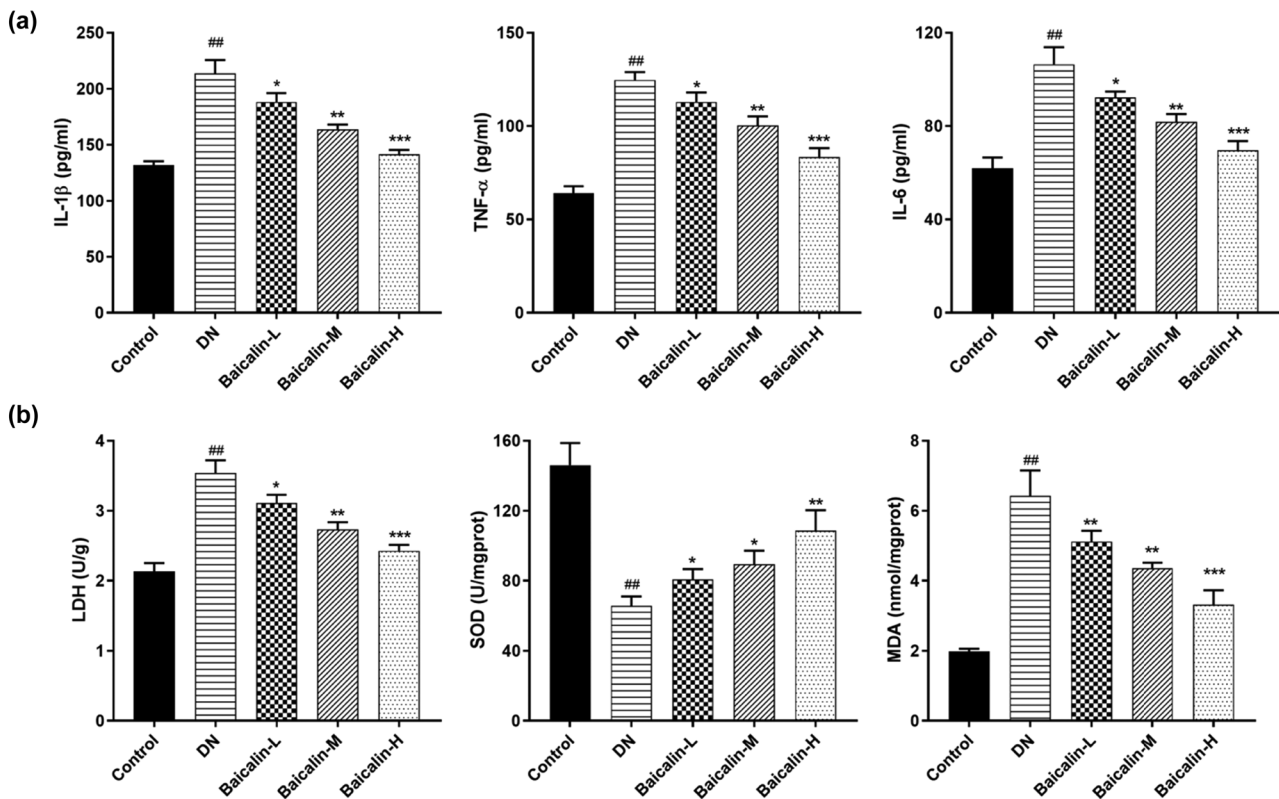 (a)
IL-1β (pg/ml)
250
200
150
100
50
0
##
*
**
***
Control
DN
Baicalin-L
Baicalin-M
Baicalin-H
TNF-α (pg/ml)
150
100
50
0
##
*
**
***
Control
DN
Baicalin-L
Baicalin-M
Baicalin-H
IL-6 (pg/ml)
120
80
40
0
##
*
**
***
Control
DN
Baicalin-L
Baicalin-M
Baicalin-H
(b)
LDH (U/g)
4
3
2
1
0
##
*
**
***
Control
DN
Baicalin-L
Baicalin-M
Baicalin-H
SOD (U/mgprot)
160
120
80
40
0
##
*
*
**
Control
DN
Baicalin-L
Baicalin-M
Baicalin-H
MDA (nmol/mgprot)
8
6
4
2
0
##
**
**
***
Control
DN
Baicalin-L
Baicalin-M
Baicalin-H